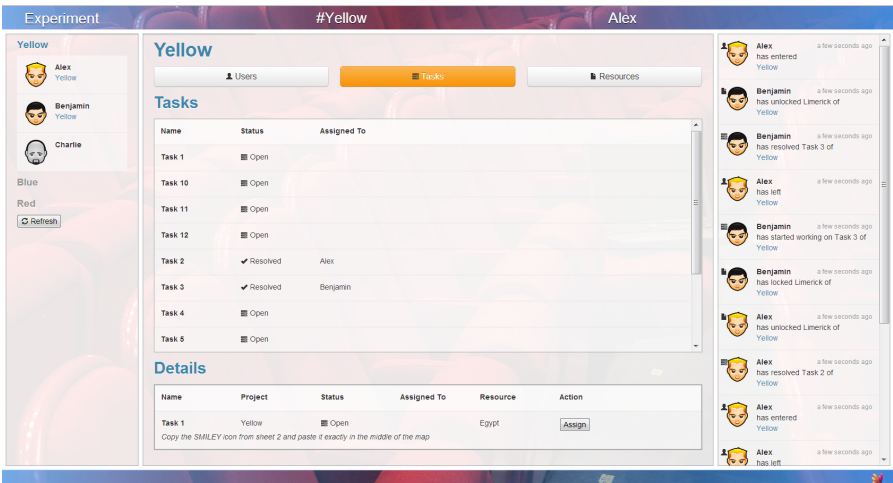 Experiment #Yellow Alex
Yellow
Alex
Yellow
Benjamin
Yellow
Charlie
Blue
Red
Refresh
Yellow
Users Tasks Resources
Tasks
Name Status Assigned To
Task 1 Open
Task 10 Open
Task 11 Open
Task 12 Open
Task 2 Resolved Alex
Task 3 Resolved Benjamin
Task 4 Open
Task 5 Open
Details
Name Project Status Assigned To Resource Action
Task 1 Yellow Open Egypt Assign
Copy the SMILEY icon from sheet 2 and paste it exactly in the middle of the map
Alex a few seconds ago
has entered
Yellow
Benjamin a few seconds ago
has unlocked Limerick of
Yellow
Benjamin a few seconds ago
has resolved Task 3 of
Yellow
Alex a few seconds ago
has left
Yellow
Benjamin a few seconds ago
has started working on Task 3 of
Yellow
Benjamin a few seconds ago
has locked Limerick of
Yellow
Alex a few seconds ago
has unlocked Limerick of
Yellow
Alex a few seconds ago
has resolved Task 2 of
Yellow
Alex a few seconds ago
has entered
Yellow
Alex a few seconds ago
has left